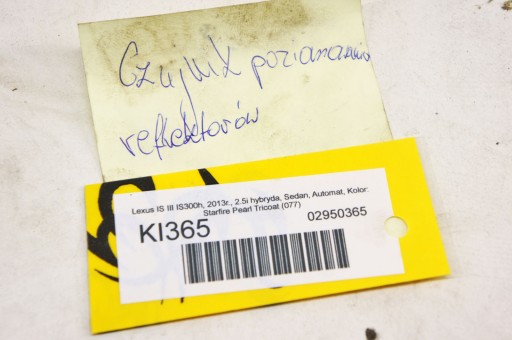 Czujnik poziomowania
reflektorów
Lexus IS III IS300h, 2013r., 2.5i hybryda, Sedan, Automat, Kolor:
Starfire Pearl Tricoat (077)
KI365
02950365